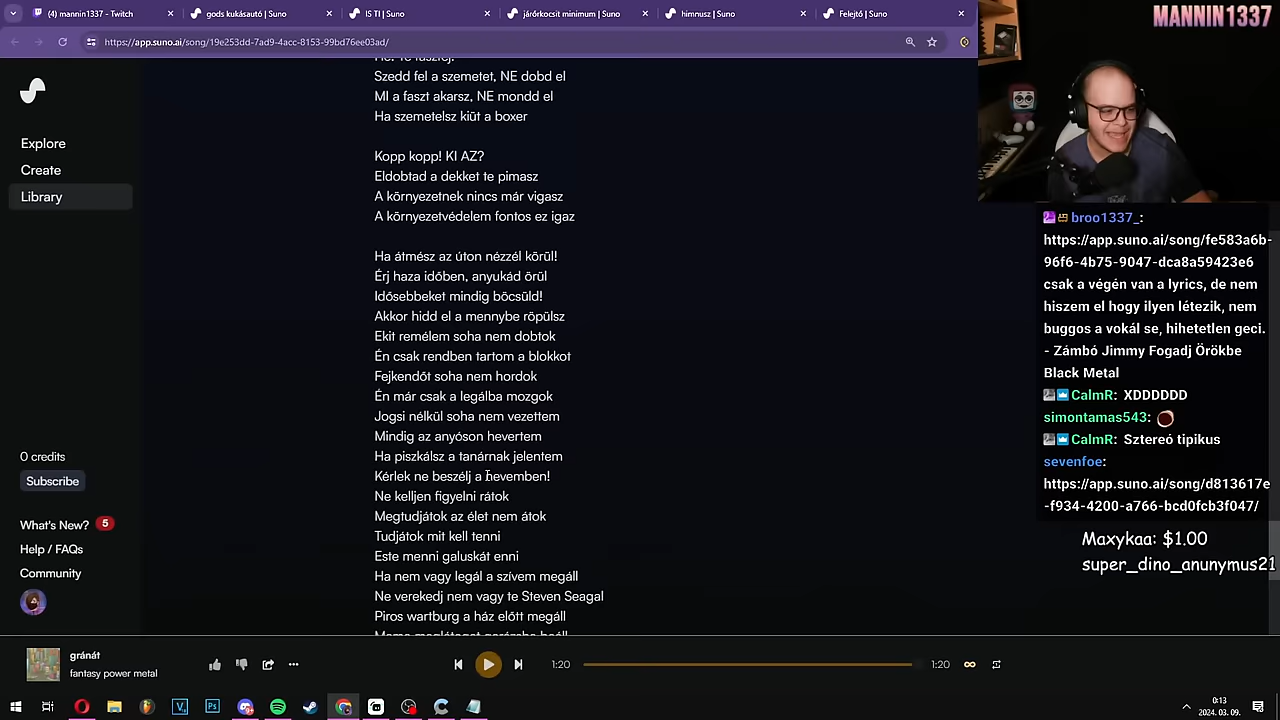 (4) mannin1337 - Twitch
gods kukásautó | Suno
IS TI | Suno
járőrkocsit minimum | Suno
himnusz | Suno
Felejtő | Suno
https://app.suno.ai/song/19e253dd-7ad9-4acc-8153-99bd76ee03ad/
MANNIN1337
Explore
Create
Library
0 credits
Subscribe
What's New? 5
Help / FAQs
Community
Szedd fel a szemetet, NE dobd el
MI a faszt akarsz, NE mondd el
Ha szemetelsz kiüt a boxer
Kopp kopp! KI AZ?
Eldobtad a dekket te pimasz
A környezetnek nincs már vigasz
A környezetvédelem fontos ez igaz
Ha átmész az úton nézzél körül!
Érj haza időben, anyukád örül
Idősebbeket mindig böcsüld!
Akkor hidd el a mennybe röpülsz
Ekit remélem soha nem dobtok
Én csak rendben tartom a blokkot
Fejkendőt soha nem hordok
Én már csak a legálba mozgok
Jogsi nélkül soha nem vezettem
Mindig az anyóson hevertem
Ha piszkálsz a tanárnak jelentem
Kérlek ne beszélj a nevemben!
Ne kelljen figyelni rátok
Megtudjátok az élet nem átok
Tudjátok mit kell tenni
Este menni galuskát enni
Ha nem vagy legál a szívem megáll
Ne verekedj nem vagy te Steven Seagal
Piros wartburg a ház előtt megáll
broo1337_:
https://app.suno.ai/song/fe583a6b-
96f6-4b75-9047-dca8a59423e6
csak a végén van a lyrics, de nem
hiszem el hogy ilyen létezik, nem
buggos a vokál se, hihetetlen geci.
- Zámbó Jimmy Fogadj Örökbe
Black Metal
CalmR: XDDDDDD
simontamas543:
CalmR: Sztereó tipikus
sevenfoe:
https://app.suno.ai/song/d813617e
-f934-4200-a766-bcd0fcb3f047/
Maxykaa: $1.00
super_dino_anunymus21
gránát
fantasy power metal
1:20
1:20
0:13
2024. 03. 09.